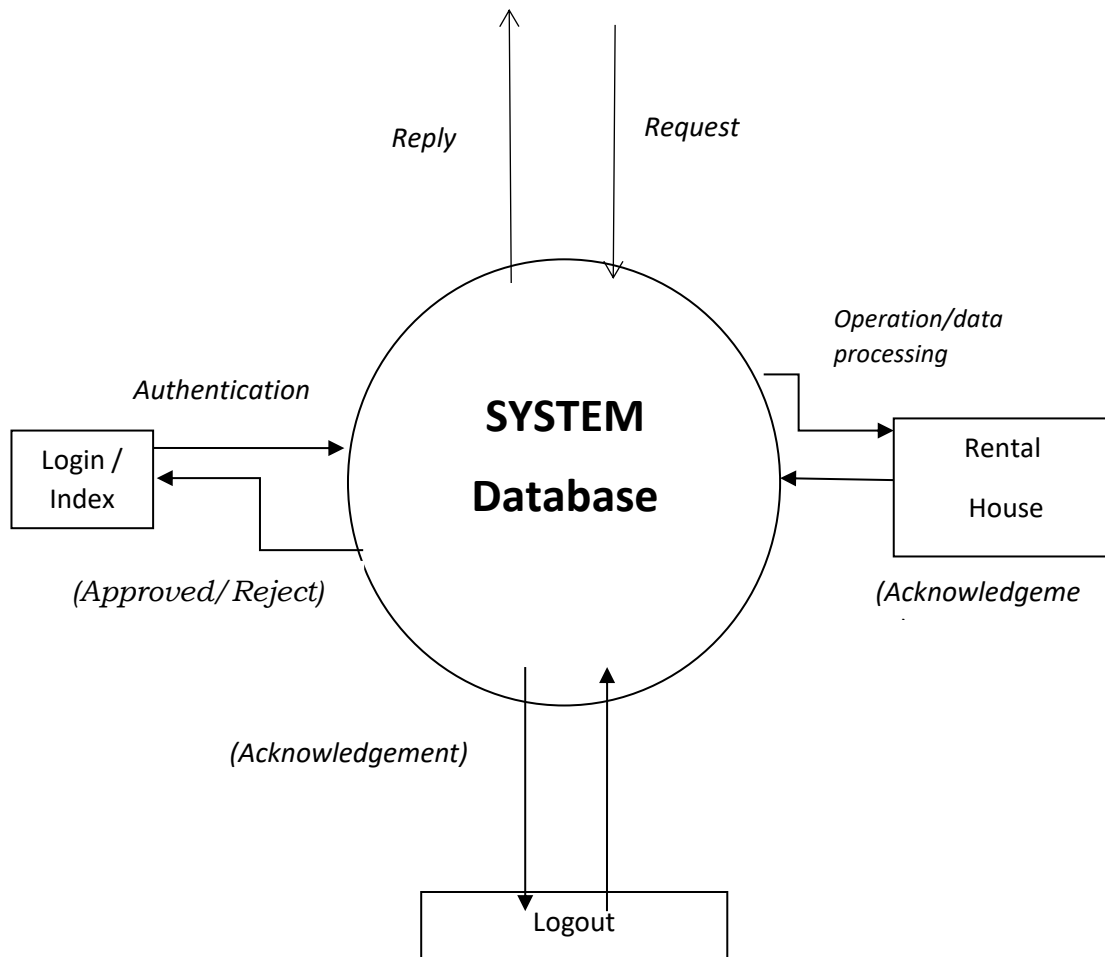 Reply
Request
Operation/data
processing
Authentication
SYSTEM
Database
Login /
Index
Rental
House
(Approved/ Reject)
(Acknowledgeme
(Acknowledgement)
Logout